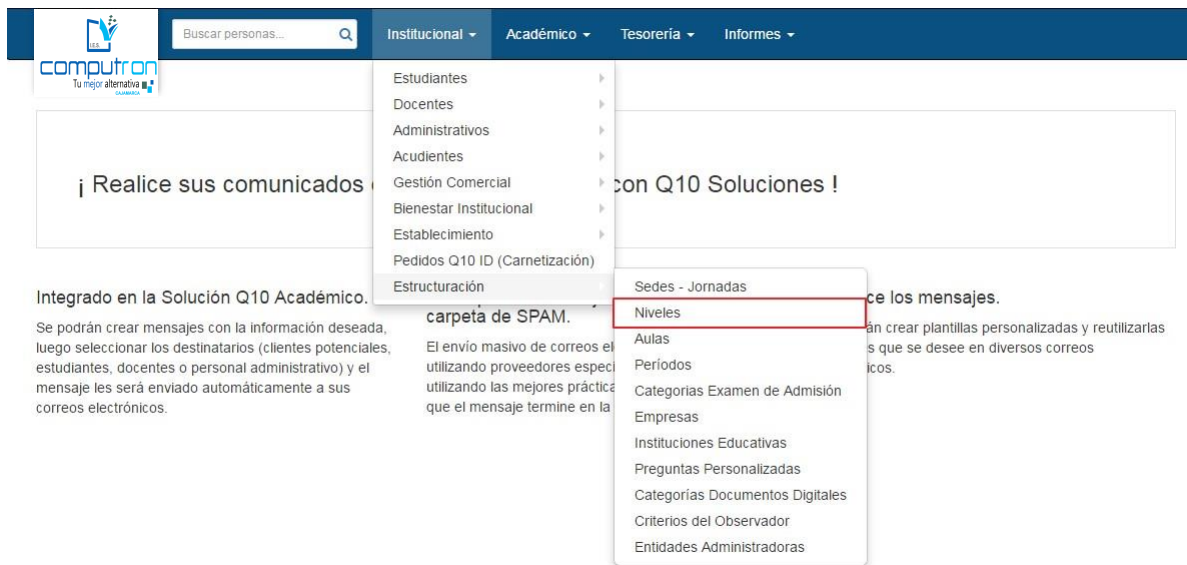 I.E.S.
computron
Tu mejor alternativa
CAJAMARCA
Buscar personas...
Institucional
Académico
Tesorería
Informes
Estudiantes
Docentes
Administrativos
Acudientes
Gestión Comercial
Bienestar Institucional
Establecimiento
Pedidos Q10 ID (Carnetización)
Estructuración
Sedes - Jornadas
Niveles
Aulas
Períodos
Categorias Examen de Admisión
Empresas
Instituciones Educativas
Preguntas Personalizadas
Categorías Documentos Digitales
Criterios del Observador
Entidades Administradoras
¡ Realice sus comunicados
con Q10 Soluciones !
Integrado en la Solución Q10 Académico.
Se podrán crear mensajes con la información deseada,
luego seleccionar los destinatarios (clientes potenciales,
estudiantes, docentes o personal administrativo) y el
mensaje les será enviado automáticamente a sus
correos electrónicos.
carpeta de SPAM.
El envío masivo de correos
utilizando proveedores
utilizando las mejores
que el mensaje termine en la
los mensajes.
crear plantillas personalizadas y reutilizarlas
que se desee en diversos correos